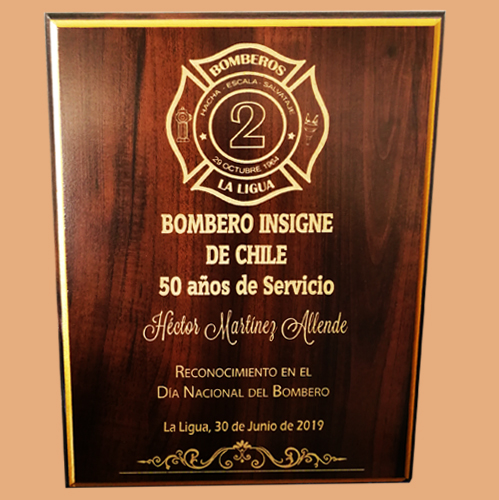 BOMBEROS
HACHA - ESCALA - SALVATAJE
2
29 OCTUBRE 1964
LA LIGUA
BOMBERO INSIGNE
DE CHILE
50 años de Servicio
Héctor Martínez Allende
RECONOCIMIENTO EN EL
DÍA NACIONAL DEL BOMBERO
La Ligua, 30 de Junio de 2019